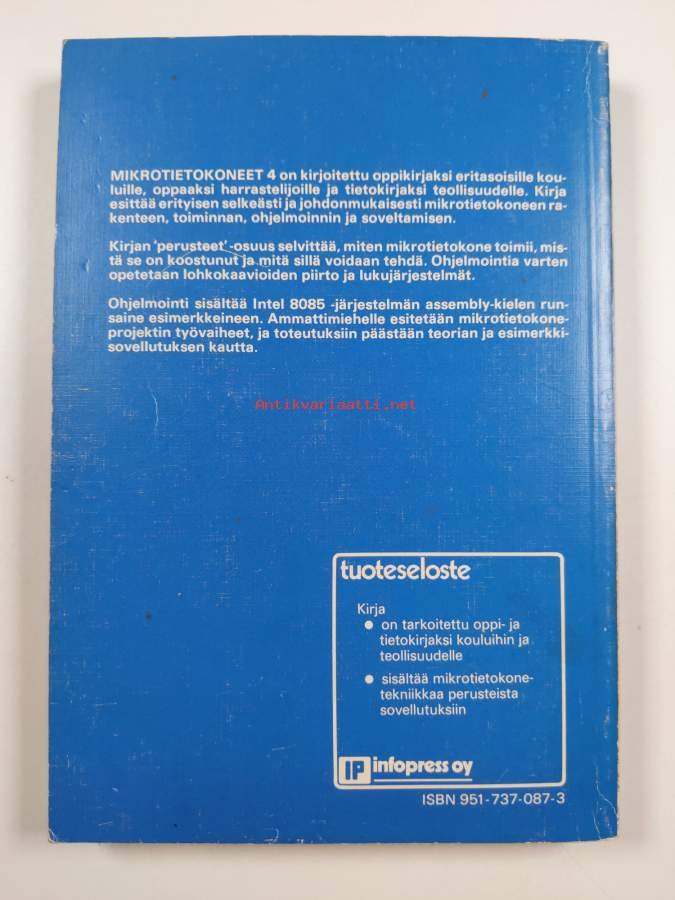 MIKROTIETOKONEET 4 on kirjoitettu oppikirjaksi eritasoisille kou-
luille, oppaaksi harrastelijoille ja tietokirjaksi teollisuudelle. Kirja
esittää erityisen selkeästi ja johdonmukaisesti mikrotietokoneen ra-
kenteen, toiminnan, ohjelmoinnin ja soveltamisen.
Kirjan 'perusteet'-osuus selvittää, miten mikrotietokone toimii, mis-
tä se on koostunut ja mitä sillä voidaan tehdä. Ohjelmointia varten
opetetaan lohkokaavioiden piirto ja lukujärjestelmät.
Ohjelmointi sisältää Intel 8085 -järjestelmän assembly-kielen run-
saine esimerkkeineen. Ammattimiehelle esitetään mikrotietokone-
projektin työvaiheet, ja toteutuksiin päästään teorian ja esimerkki-
sovellutuksen kautta.
Antikvariaatti.net
tuoteseloste
Kirja
● on tarkoitettu oppi- ja
tietokirjaksi kouluihin ja
teollisuudelle
● sisältää mikrotietokone-
tekniikkaa perusteista
sovellutuksiin
IP infopress oy
ISBN 951-737-087-3